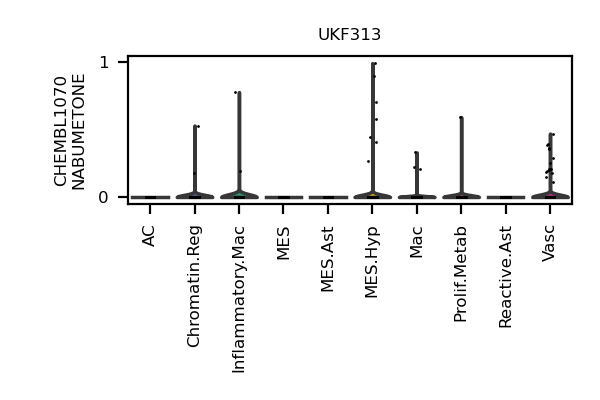 UKF313
CHEMBL1070
NABUMETONE
1
0
AC
Chromatin.Reg
Inflammatory.Mac
MES
MES.Ast
MES.Hyp
Mac
Prolif.Metab
Reactive.Ast
Vasc